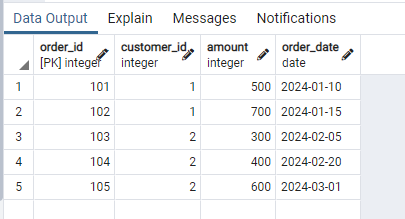 Data Output Explain Messages Notifications
order_id customer_id amount order_date
[PK] integer integer integer date
1 101 1 500 2024-01-10
2 102 1 700 2024-01-15
3 103 2 300 2024-02-05
4 104 2 400 2024-02-20
5 105 2 600 2024-03-01